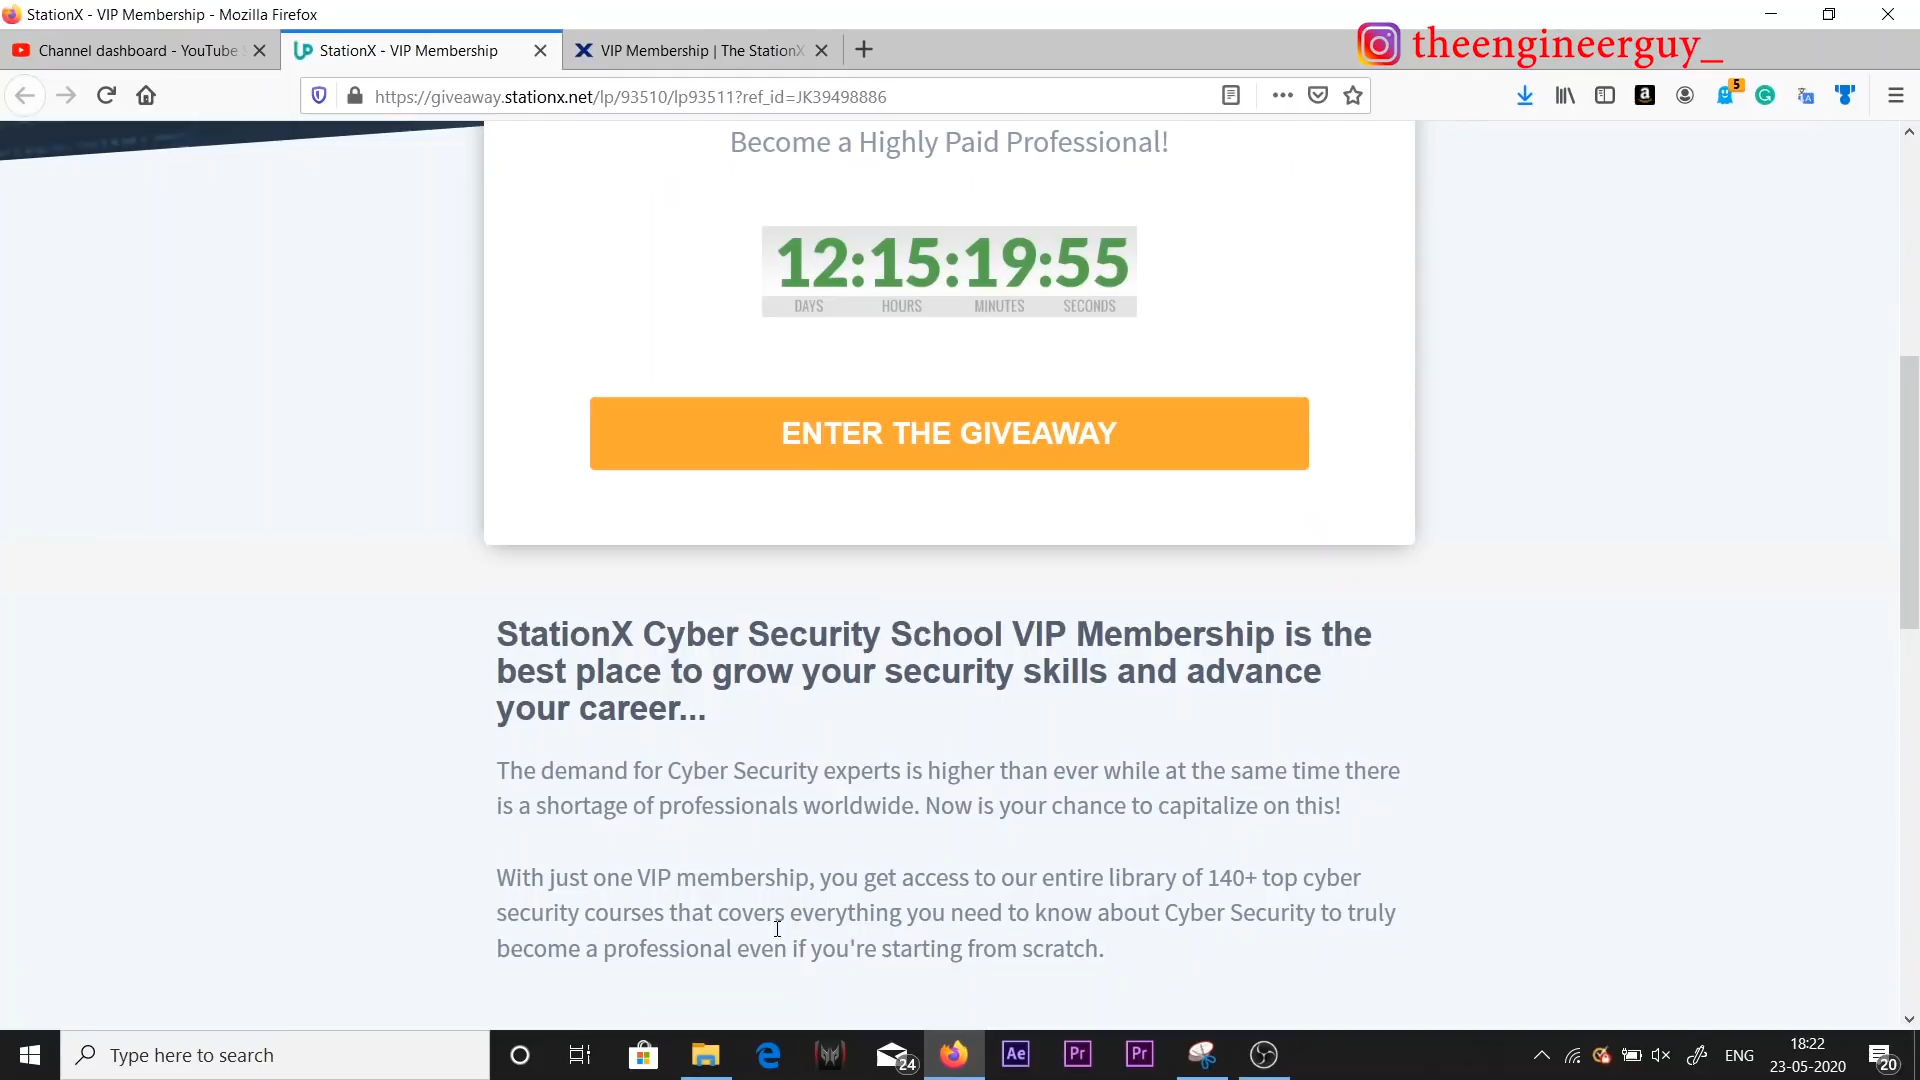 StationX - VIP Membership - Mozilla Firefox
Channel dashboard - YouTube
StationX - VIP Membership
VIP Membership | The StationX
theengineerguy_
https://giveaway.stationx.net/lp/93510/lp93511?ref_id=JK39498886
5
Become a Highly Paid Professional!
12:15:19:55
DAYS HOURS MINUTES SECONDS
ENTER THE GIVEAWAY
StationX Cyber Security School VIP Membership is the
best place to grow your security skills and advance
your career...
The demand for Cyber Security experts is higher than ever while at the same time there
is a shortage of professionals worldwide. Now is your chance to capitalize on this!
With just one VIP membership, you get access to our entire library of 140+ top cyber
security courses that covers everything you need to know about Cyber Security to truly
become a professional even if you're starting from scratch.
Type here to search
24
Ae
Pr
Pr
ENG
18:22
23-05-2020
20